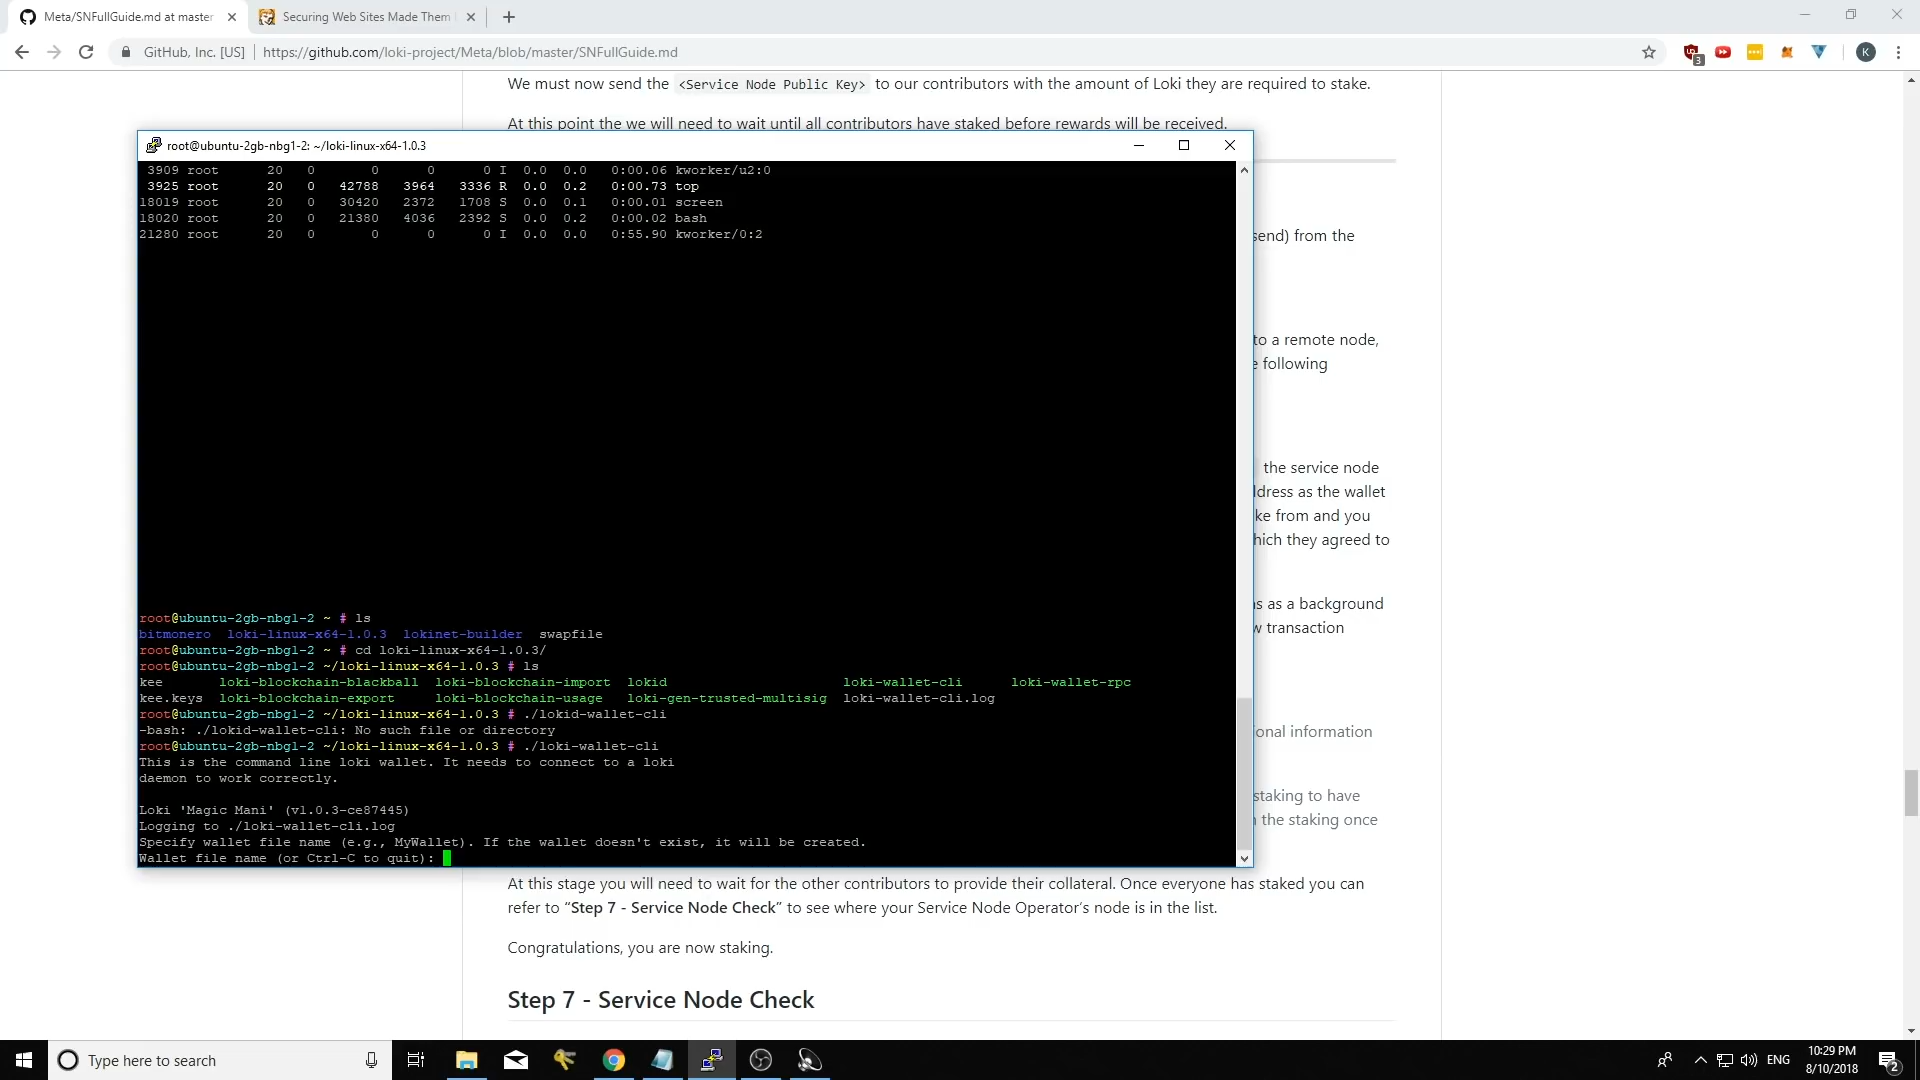 Meta/SNFullGuide.md at master
Securing Web Sites Made Them
GitHub, Inc. [US]
https://github.com/loki-project/Meta/blob/master/SNFullGuide.md
3
K
We must now send the <Service Node Public Key> to our contributors with the amount of Loki they are required to stake.
At this point the we will need to wait until all contributors have staked before rewards will be received.
root@ubuntu-2gb-nbg1-2: ~/loki-linux-x64-1.0.3
3909 root 20 0 0 0 0 I 0.0 0.0 0:00.06 kworker/u2:0
3925 root 20 0 42788 3964 3336 R 0.0 0.2 0:00.73 top
18019 root 20 0 30420 2372 1708 S 0.0 0.1 0:00.01 screen
18020 root 20 0 21380 4036 2392 S 0.0 0.2 0:00.02 bash
21280 root 20 0 0 0 0 I 0.0 0.0 0:55.90 kworker/0:2
send) from the
to a remote node,
e following
the service node
ddress as the wallet
ke from and you
hich they agreed to
ns as a background
w transaction
onal information
staking to have
n the staking once
root@ubuntu-2gb-nbg1-2 ~ # ls
bitmonero loki-linux-x64-1.0.3 lokinet-builder swapfile
root@ubuntu-2gb-nbg1-2 ~ # cd loki-linux-x64-1.0.3/
root@ubuntu-2gb-nbg1-2 ~/loki-linux-x64-1.0.3 # ls
kee loki-blockchain-blackball loki-blockchain-import lokid loki-wallet-cli loki-wallet-rpc
kee.keys loki-blockchain-export loki-blockchain-usage loki-gen-trusted-multisig loki-wallet-cli.log
root@ubuntu-2gb-nbg1-2 ~/loki-linux-x64-1.0.3 # ./lokid-wallet-cli
-bash: ./lokid-wallet-cli: No such file or directory
root@ubuntu-2gb-nbg1-2 ~/loki-linux-x64-1.0.3 # ./loki-wallet-cli
This is the command line loki wallet. It needs to connect to a loki
daemon to work correctly.
Loki 'Magic Mani' (v1.0.3-ce87445)
Logging to ./loki-wallet-cli.log
Specify wallet file name (e.g., MyWallet). If the wallet doesn't exist, it will be created.
Wallet file name (or Ctrl-C to quit):
At this stage you will need to wait for the other contributors to provide their collateral. Once everyone has staked you can
refer to “Step 7 - Service Node Check” to see where your Service Node Operator’s node is in the list.
Congratulations, you are now staking.
Step 7 - Service Node Check
Type here to search
ENG
10:29 PM
8/10/2018
2